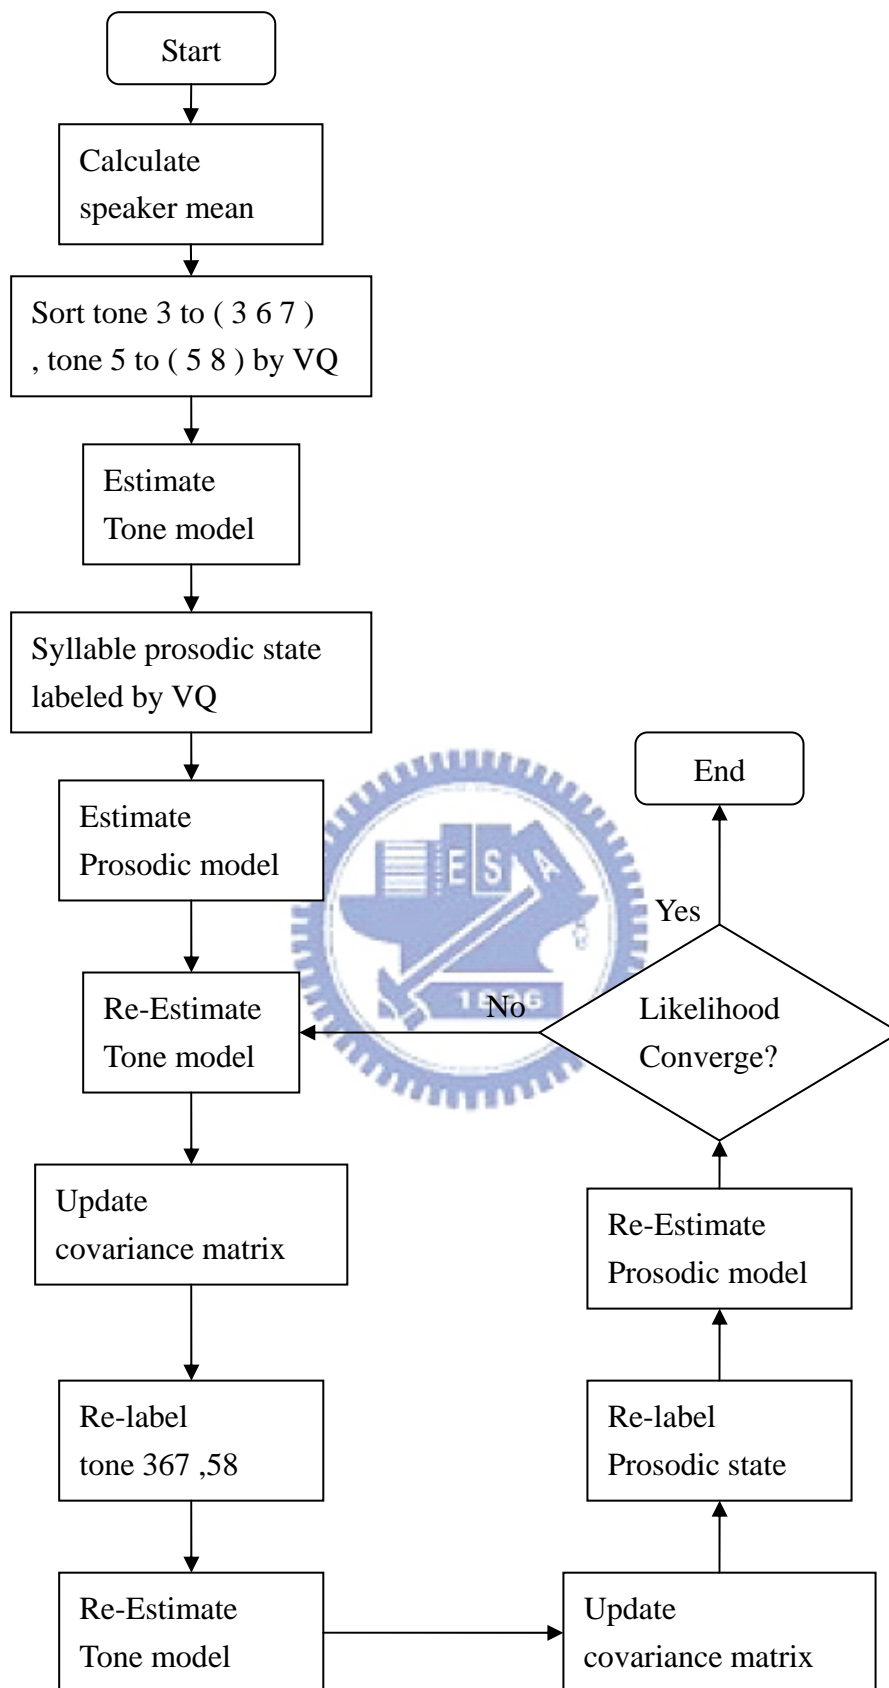 Start
Calculate
speaker mean
Sort tone 3 to ( 3 6 7 )
, tone 5 to ( 5 8 ) by VQ
Estimate
Tone model
Syllable prosodic state
labeled by VQ
Estimate
Prosodic model
Re-Estimate
Tone model
Update
covariance matrix
Re-label
tone 367 ,58
Re-Estimate
Tone model
Update
covariance matrix
Re-label
Prosodic state
Re-Estimate
Prosodic model
Likelihood
Converge?
No
Yes
End
E S A
1896